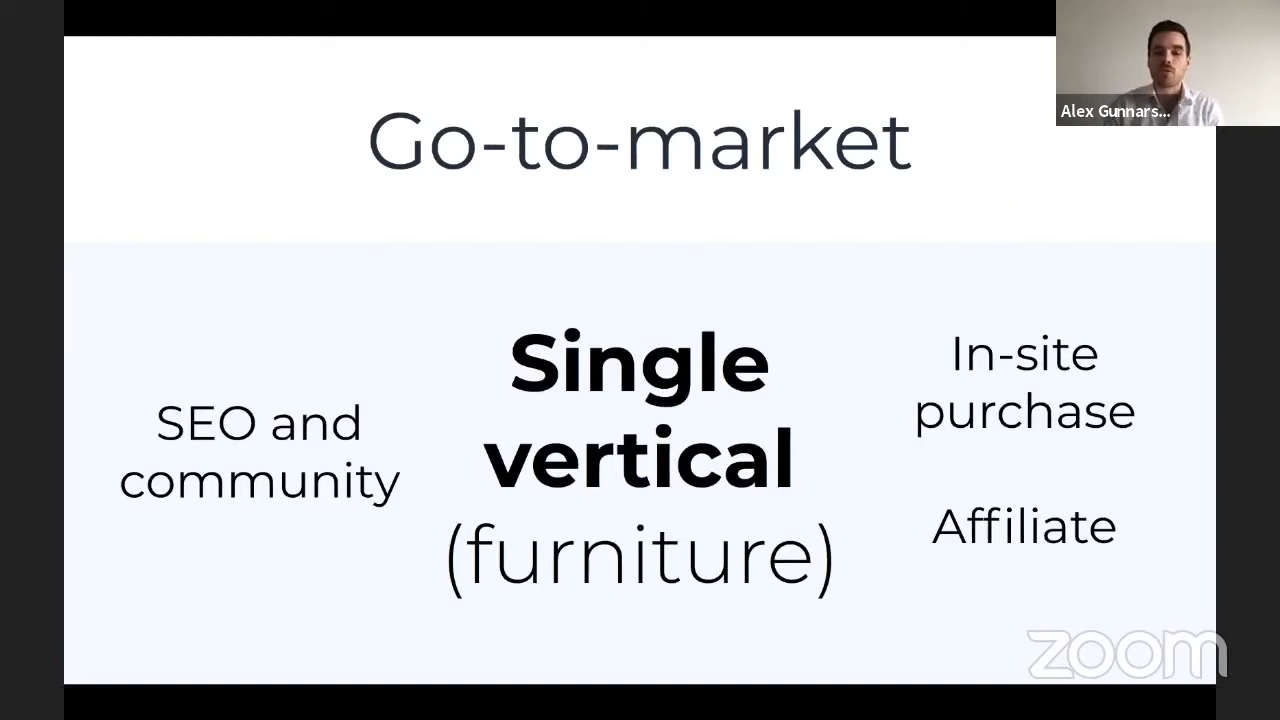 Go-to-market
Alex Gunnars...
SEO and
community
Single
vertical
(furniture)
In-site
purchase
Affiliate
zoom